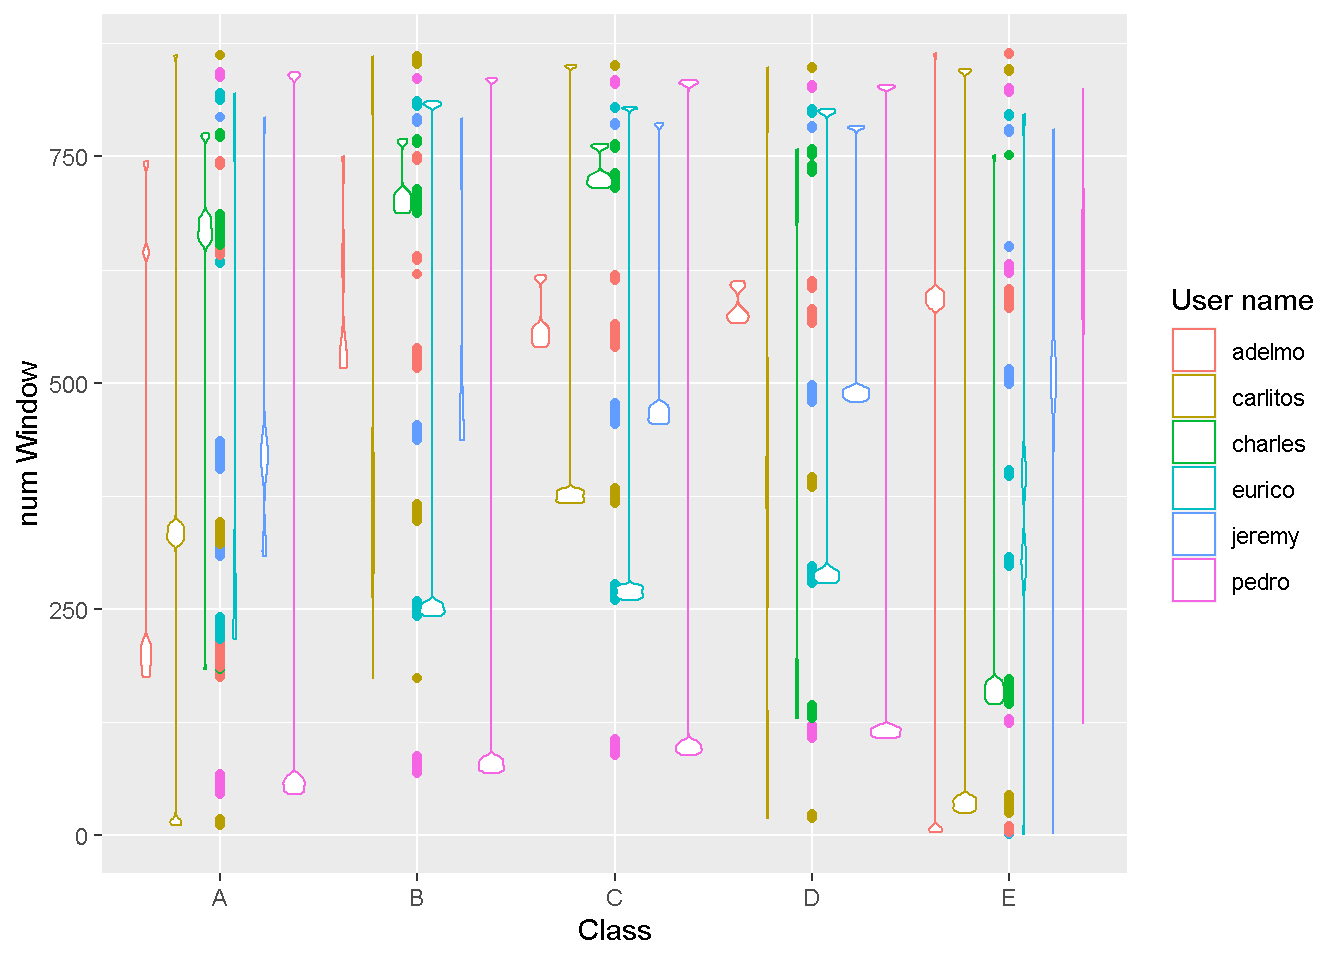 num Window
750
500
250
0
A B C D E
Class
User name
adelmo
carlitos
charles
eurico
jeremy
pedro